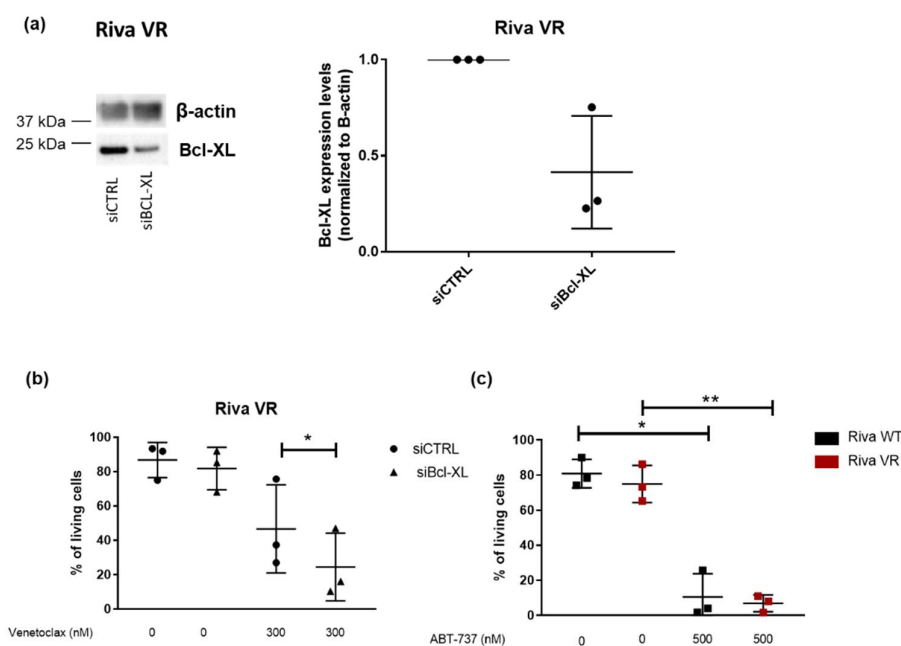 (a)
Riva VR
β-actin
37 kDa
25 kDa
Bcl-XL
siCTRL
siBCL-XL
Riva VR
Bcl-XL expression levels
(normalized to B-actin)
1.0
0.5
0.0
siCTRL
siBcl-XL
(b)
Riva VR
% of living cells
100
80
60
40
20
0
*
siCTRL
siBcl-XL
Venetoclax (nM)
0
0
300
300
(c)
% of living cells
100
80
60
40
20
0
**
*
Riva WT
Riva VR
ABT-737 (nM)
0
0
500
500